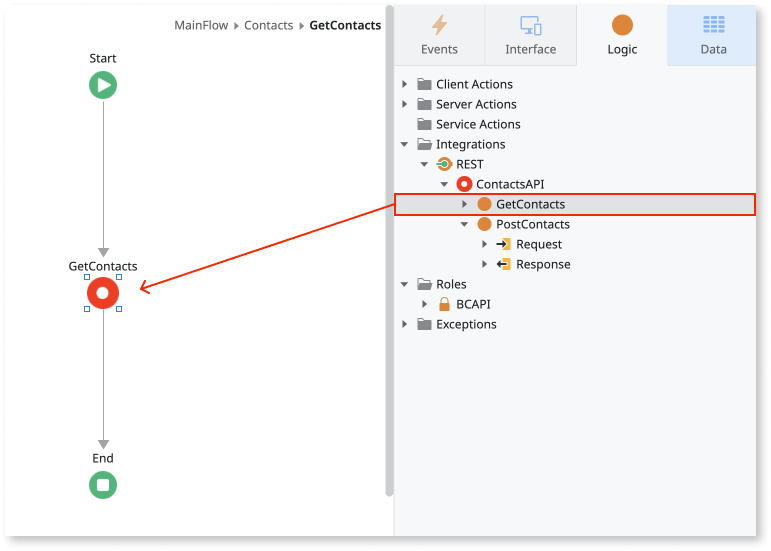 MainFlow Contacts GetContacts
Start
GetContacts
End
Events Interface Logic Data
Client Actions
Server Actions
Service Actions
Integrations
REST
ContactsAPI
GetContacts
PostContacts
Request
Response
Roles
BCAPI
Exceptions